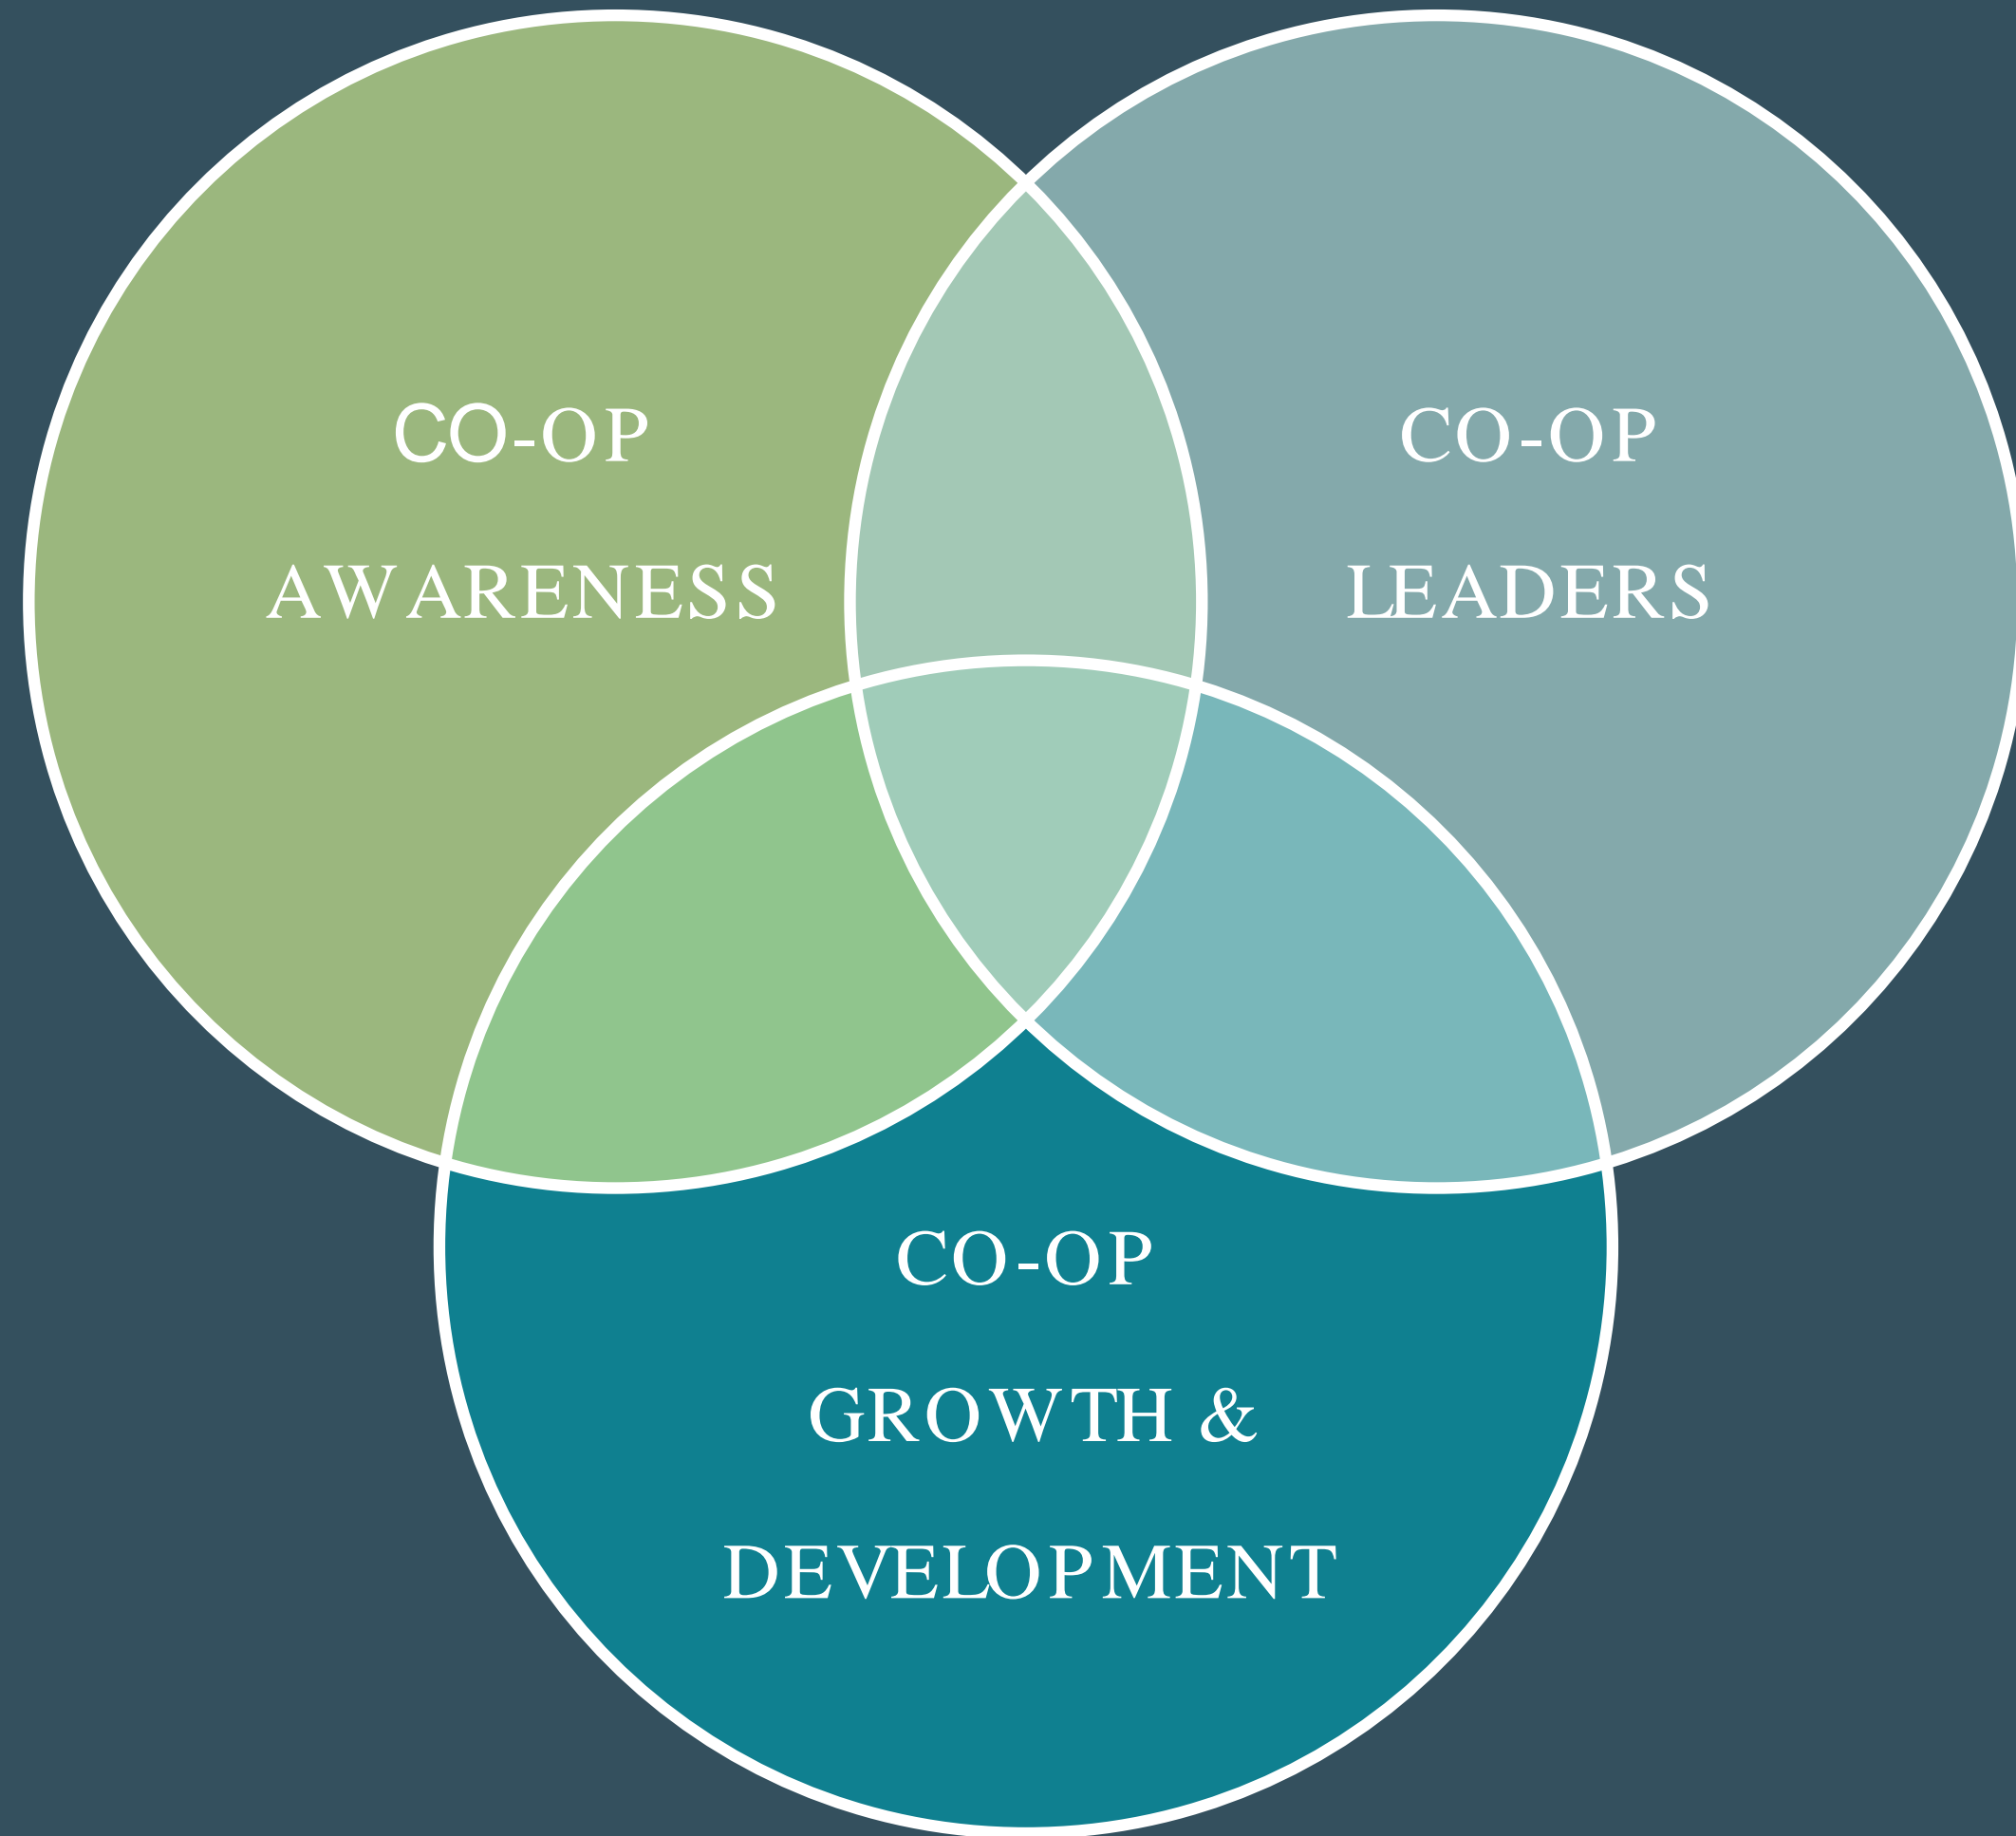 CO-OP
AWARENESS
CO-OP
LEADERS
CO-OP
GROWTH &
DEVELOPMENT